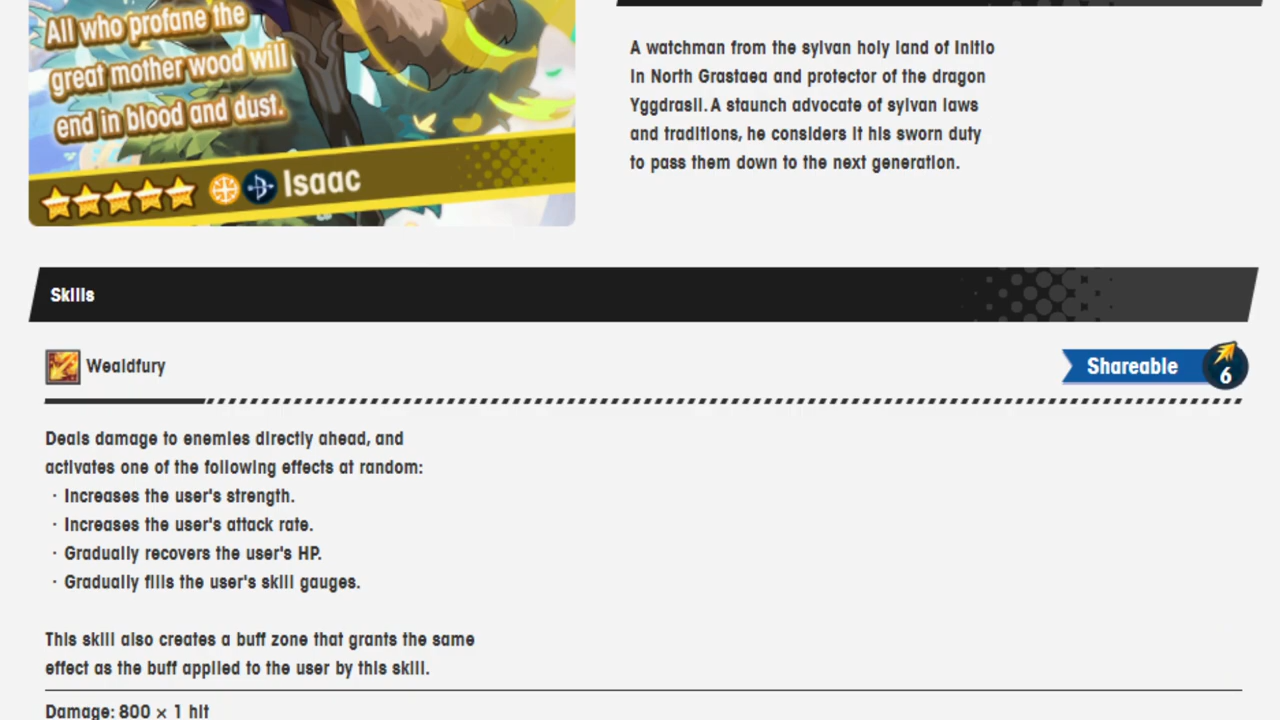 All who profane the
great mother wood will
end in blood and dust.
Isaac
A watchman from the sylvan holy land of Initio
in North Grastaea and protector of the dragon
Yggdrasil. A staunch advocate of sylvan laws
and traditions, he considers it his sworn duty
to pass them down to the next generation.
Skills
Wealdfury
Shareable
6
Deals damage to enemies directly ahead, and
activates one of the following effects at random:
· Increases the user's strength.
· Increases the user's attack rate.
· Gradually recovers the user's HP.
· Gradually fills the user's skill gauges.
This skill also creates a buff zone that grants the same
effect as the buff applied to the user by this skill.
Damage: 800 × 1 hit